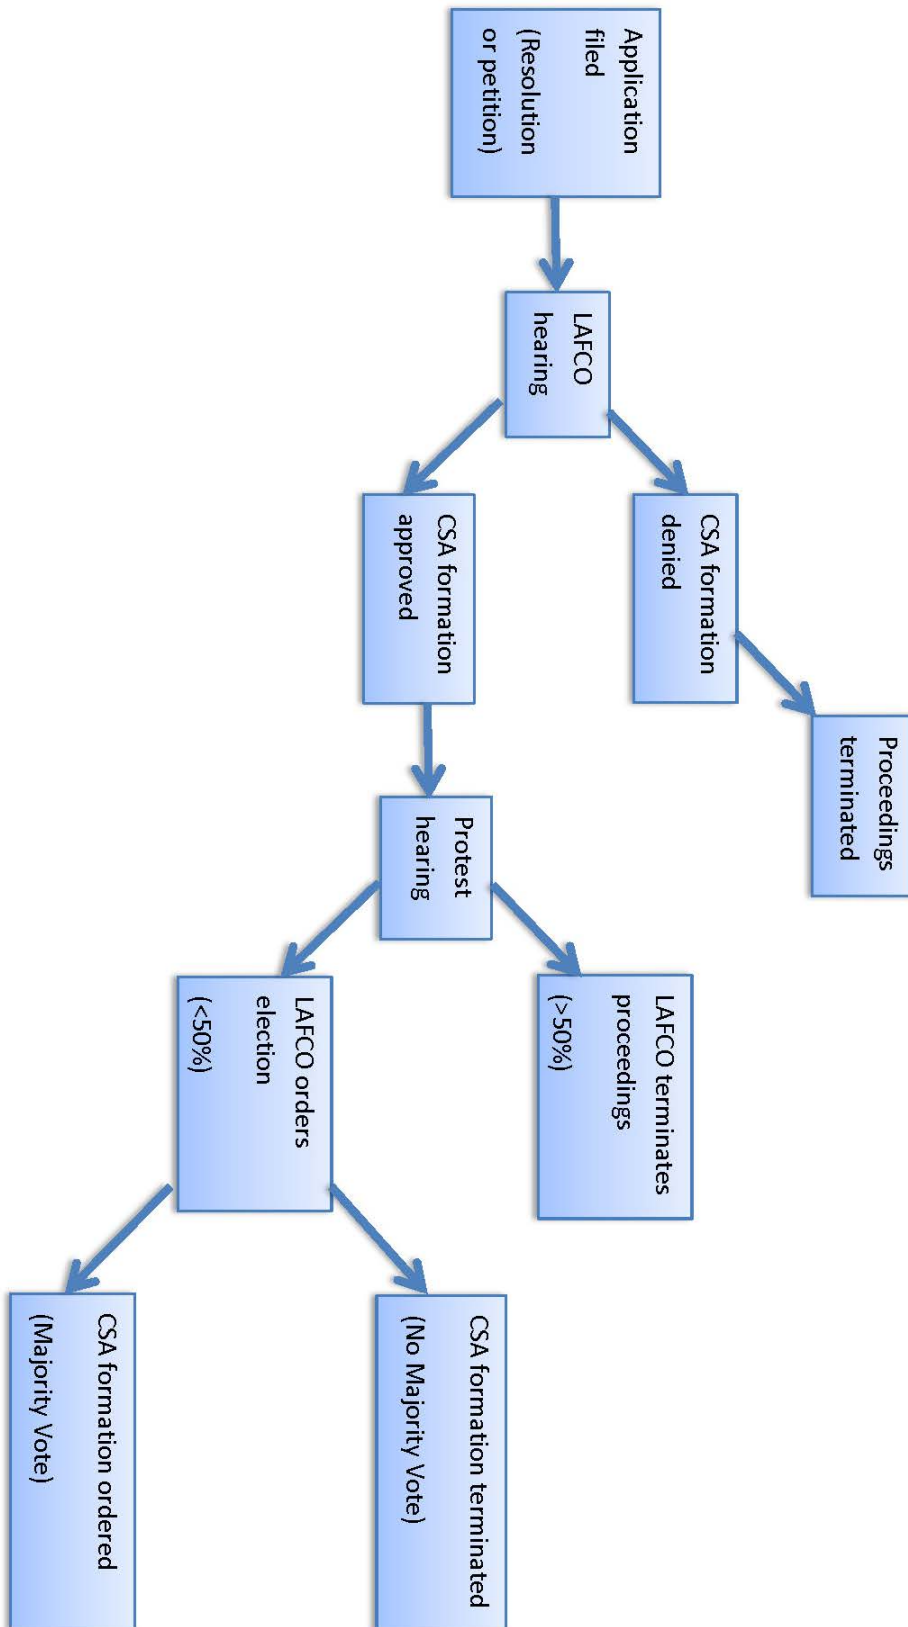 Application
filed
(Resolution
or petition)
LAFCO
hearing
CSA formation
denied
Proceedings
terminated
CSA formation
approved
Protest
hearing
LAFCO terminates
proceedings
(>50%)
LAFCO orders
election
(<50%)
CSA formation terminated
(No Majority Vote)
CSA formation ordered
(Majority Vote)